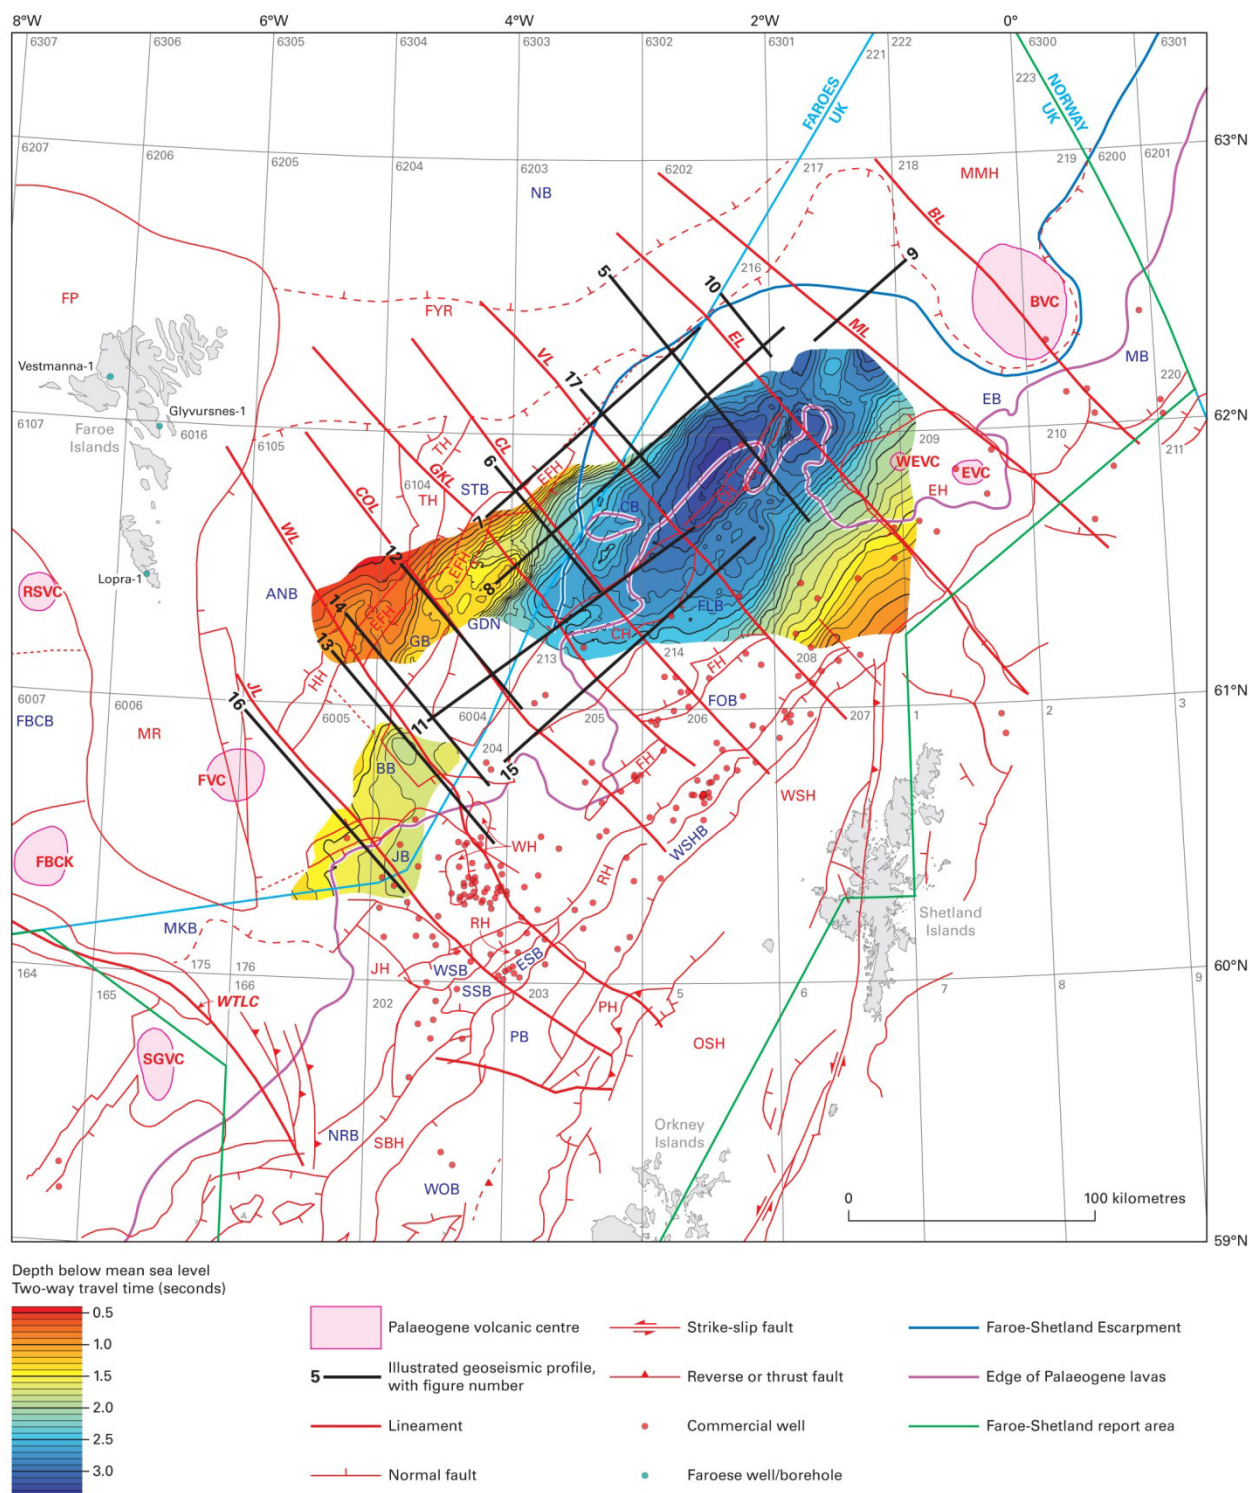 8°W 6°W 4°W 2°W 0°
6307 6306 6305 6304 6303 6302 6301 221 222 6300 6301
223
FAROES
UK
NORWAY
UK
63°N
6207 6206 6205 6204 6203 6202 217 218 219 6200 6201
NB
MMH
BL
5 10 216 9
FP
FYR
BVC
VL EL ML
MB
Vestmanna-1
17
220
EB
Glyvursnes-1
62°N
6107 Faroe
Islands
6016 6105 TH CL 209 210 211
6
EFH
WEVC EVC
GKL
6104 STB
TH
EH
COL
CB
7
WL
12
EFH
8
Lopra-1
RSVC
ANB
14
EFH
GDN
FLB
13
GB
CH
213 214 FH 208
HH
JL
61°N
16
6007 6006 6005 6004 11 205 206 FOB 207 1 2 3
FBCB
MR
204
BB
15
FH
FVC
WSH
WH
WSHB
FBCK
JB
RH
RH
Shetland
Islands
MKB
ESB
60°N
164 175 176 JH WSB
165 166 202 SSB 203 5 6 7 8 9
WTLC
PH
PB
OSH
SGVC
Orkney
Islands
NRB
SBH
WOB
0 100 kilometres
4
59°N
Depth below mean sea level
Two-way travel time (seconds)
0.5
1.0
1.5
2.0
2.5
3.0
Palaeogene volcanic centre
Strike-slip fault
Faroe-Shetland Escarpment
5 Illustrated geoseismic profile,
with figure number
Reverse or thrust fault
Edge of Palaeogene lavas
Lineament
Commercial well
Faroe-Shetland report area
Normal fault
Faroese well/borehole